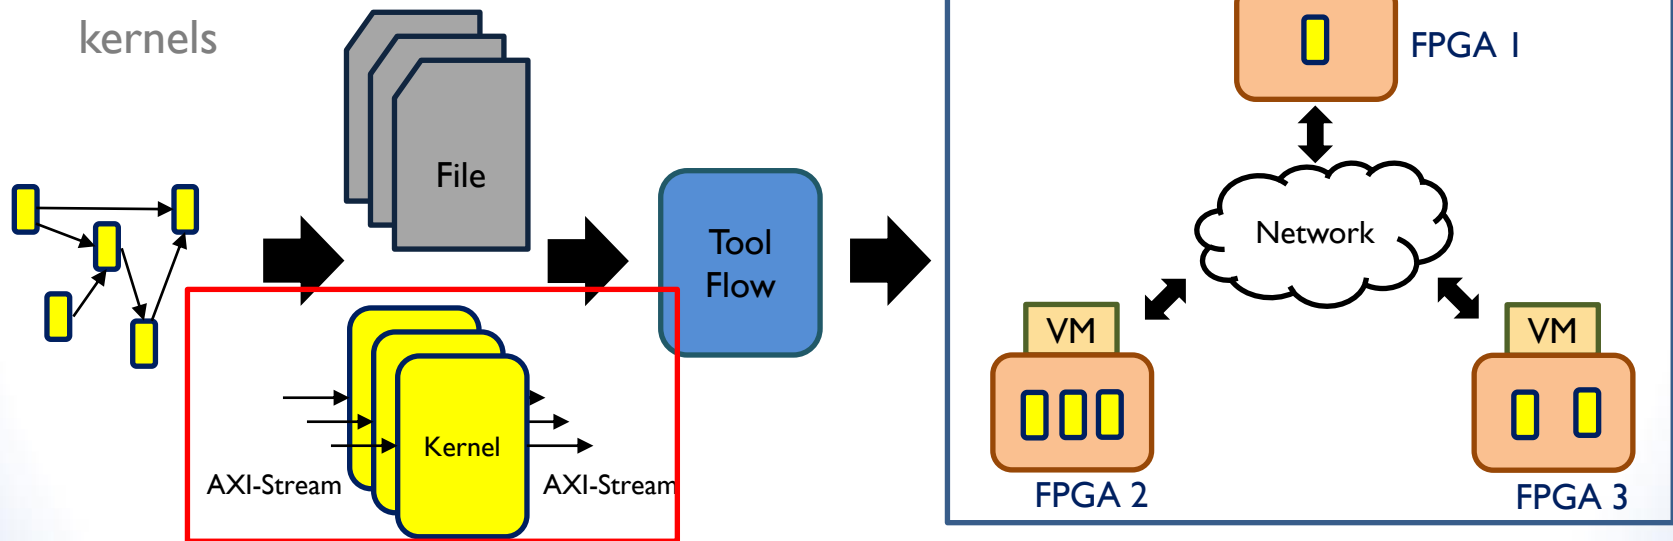 kernels
File
Tool
Flow
Kernel
AXI-Stream
AXI-Stream
FPGA 1
Network
VM
VM
FPGA 2
FPGA 3